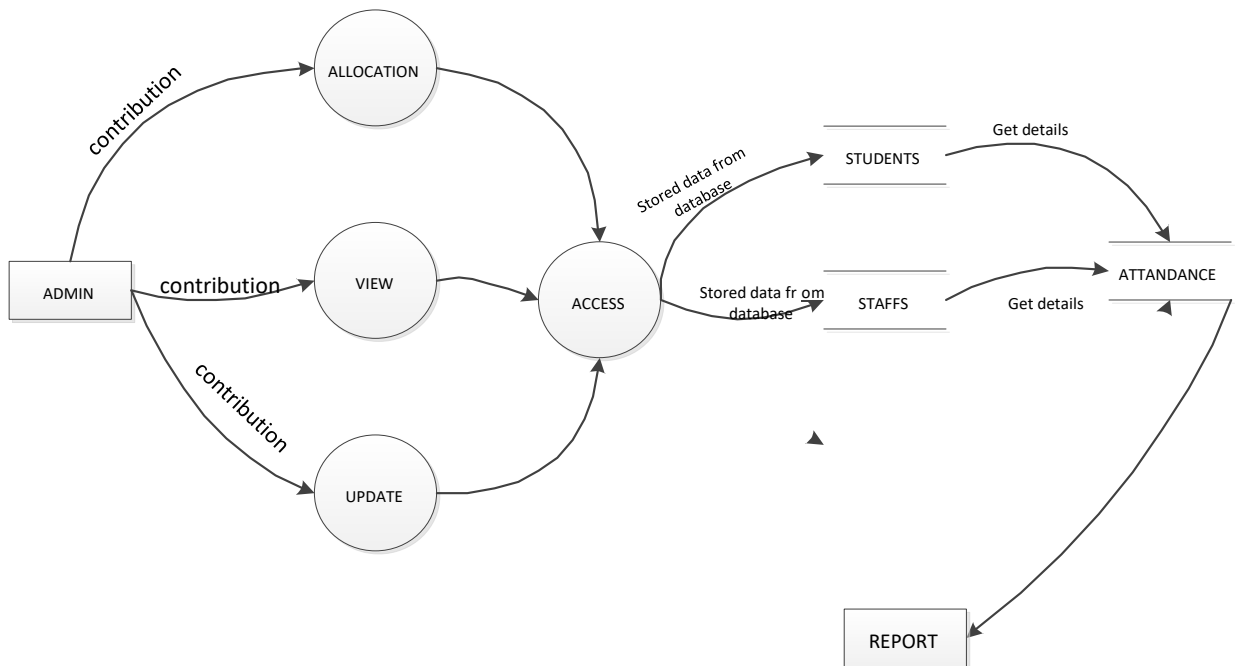 ALLOCATION
contribution
Get details
STUDENTS
Stored data from
database
ADMIN
contribution
VIEW
ACCESS
Stored data fr om
database
STAFFS
Get details
ATTANDANCE
contribution
UPDATE
REPORT